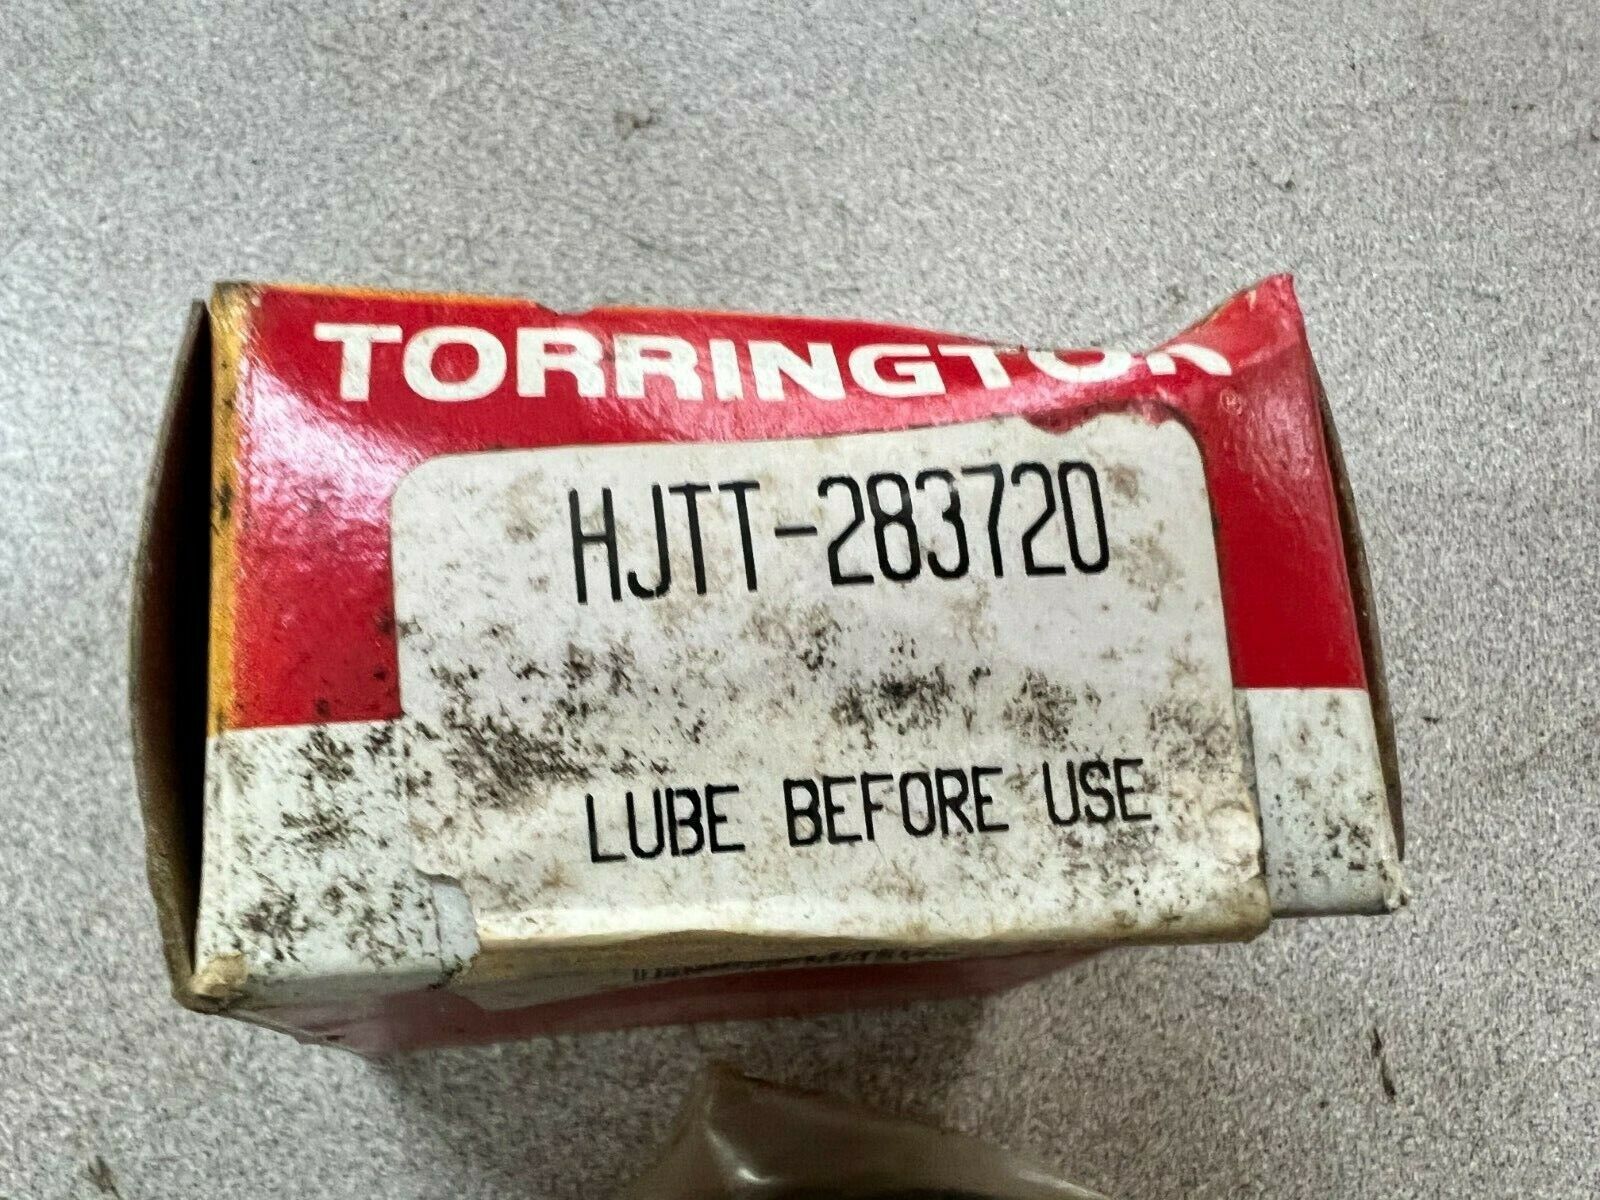 TORRINGTON
HJTT-283720
LUBE BEFORE USE